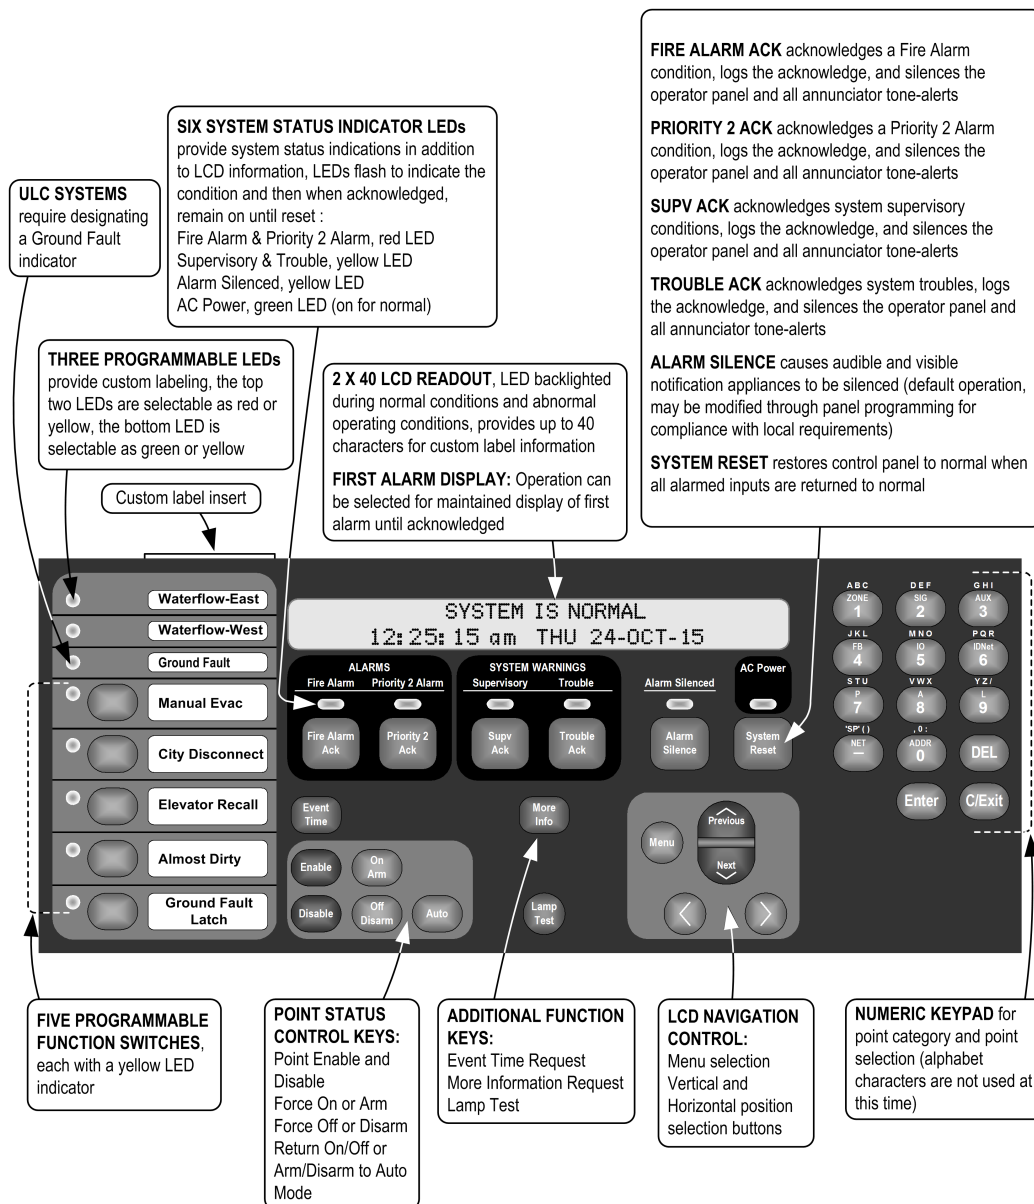 FIRE ALARM ACK acknowledges a Fire Alarm
condition, logs the acknowledge, and silences the
operator panel and all annunciator tone-alerts
PRIORITY 2 ACK acknowledges a Priority 2 Alarm
condition, logs the acknowledge, and silences the
operator panel and all annunciator tone-alerts
SUPV ACK acknowledges system supervisory
conditions, logs the acknowledge, and silences the
operator panel and all annunciator tone-alerts
TROUBLE ACK acknowledges system troubles, logs
the acknowledge, and silences the operator panel and
all annunciator tone-alerts
ALARM SILENCE causes audible and visible
notification appliances to be silenced (default operation,
may be modified through panel programming for
compliance with local requirements)
SYSTEM RESET restores control panel to normal when
all alarmed inputs are returned to normal
SIX SYSTEM STATUS INDICATOR LEDs
provide system status indications in addition
to LCD information, LEDs flash to indicate the
condition and then when acknowledged,
remain on until reset :
Fire Alarm & Priority 2 Alarm, red LED
Supervisory & Trouble, yellow LED
Alarm Silenced, yellow LED
AC Power, green LED (on for normal)
ULC SYSTEMS
require designating
a Ground Fault
indicator
THREE PROGRAMMABLE LEDs
provide custom labeling, the top
two LEDs are selectable as red or
yellow, the bottom LED is
selectable as green or yellow
2 X 40 LCD READOUT, LED backlighted
during normal conditions and abnormal
operating conditions, provides up to 40
characters for custom label information
FIRST ALARM DISPLAY: Operation can
be selected for maintained display of first
alarm until acknowledged
Custom label insert
Waterflow-East
Waterflow-West
Ground Fault
Manual Evac
City Disconnect
Elevator Recall
Almost Dirty
Ground Fault
Latch
SYSTEM IS NORMAL
12:25:15 am THU 24-OCT-15
ALARMS
Fire Alarm Priority 2 Alarm
Fire Alarm
Ack
Priority 2
Ack
SYSTEM WARNINGS
Supervisory Trouble
Supv
Ack
Trouble
Ack
Alarm Silenced
Alarm
Silence
AC Power
System
Reset
Event
Time
More
Info
Enable
On
Arm
Disable
Off
Disarm
Auto
Lamp
Test
Menu
Previous
Next
A B C
ZONE
1
D E F
SIG
2
G H I
AUX
3
J K L
FB
4
M N O
IO
5
P Q R
IDNet
6
S T U
P
7
V W X
A
8
Y Z /
L
9
'SP' ( )
NET
—
, 0 :
ADDR
0
DEL
Enter
C/Exit
FIVE PROGRAMMABLE
FUNCTION SWITCHES,
each with a yellow LED
indicator
POINT STATUS
CONTROL KEYS:
Point Enable and
Disable
Force On or Arm
Force Off or Disarm
Return On/Off or
Arm/Disarm to Auto
Mode
ADDITIONAL FUNCTION
KEYS:
Event Time Request
More Information Request
Lamp Test
LCD NAVIGATION
CONTROL:
Menu selection
Vertical and
Horizontal position
selection buttons
NUMERIC KEYPAD for
point category and point
selection (alphabet
characters are not used at
this time)